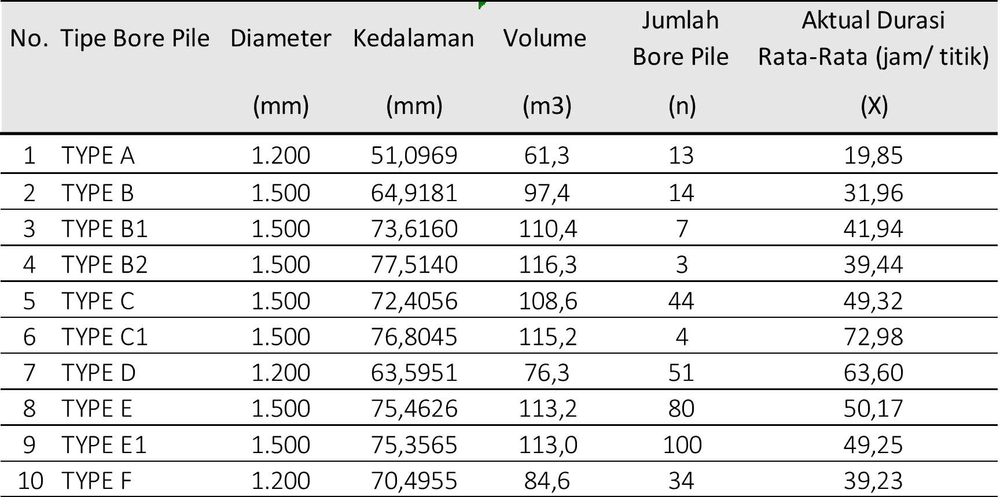 No. Tipe Bore Pile Diameter Kedalaman Volume Jumlah Bore Pile Aktual Durasi Rata-Rata (jam/ titik)
(mm) (mm) (m3) (n) (X)
1 TYPE A 1.200 51,0969 61,3 13 19,85
2 TYPE B 1.500 64,9181 97,4 14 31,96
3 TYPE B1 1.500 73,6160 110,4 7 41,94
4 TYPE B2 1.500 77,5140 116,3 3 39,44
5 TYPE C 1.500 72,4056 108,6 44 49,32
6 TYPE C1 1.500 76,8045 115,2 4 72,98
7 TYPE D 1.200 63,5951 76,3 51 63,60
8 TYPE E 1.500 75,4626 113,2 80 50,17
9 TYPE E1 1.500 75,3565 113,0 100 49,25
10 TYPE F 1.200 70,4955 84,6 34 39,23